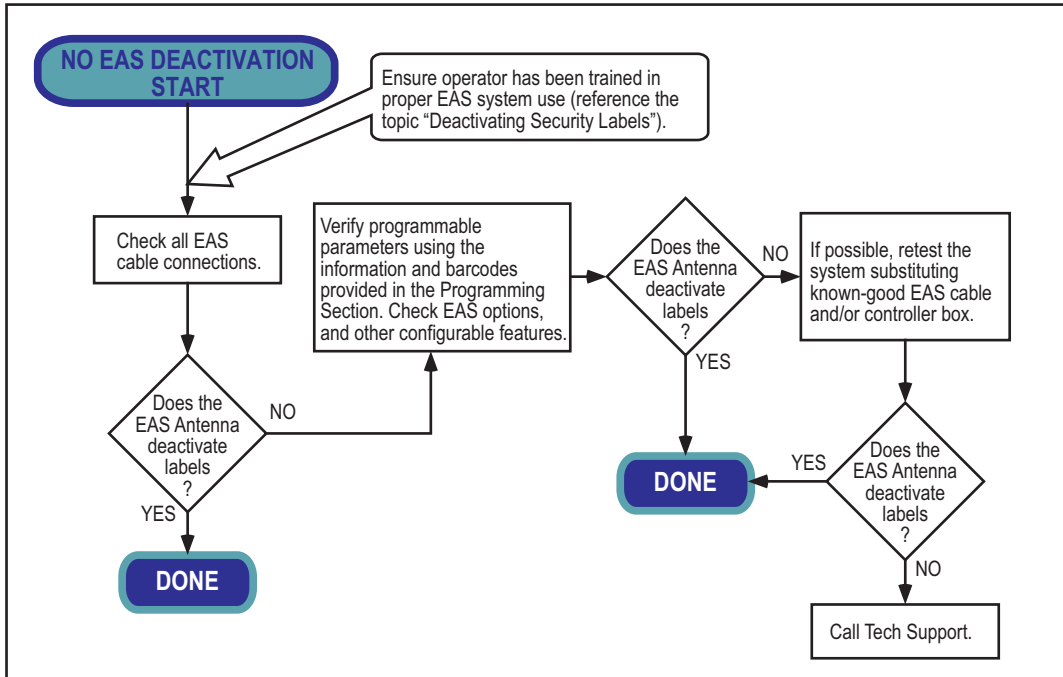 NO EAS DEACTIVATION
START
Ensure operator has been trained in
proper EAS system use (reference the
topic “Deactivating Security Labels”).
Check all EAS
cable connections.
Does the
EAS Antenna
deactivate
labels
?
NO
YES
DONE
Verify programmable
parameters using the
information and barcodes
provided in the Programming
Section. Check EAS options,
and other configurable features.
Does the
EAS Antenna
deactivate
labels
?
NO
YES
DONE
If possible, retest the
system substituting
known-good EAS cable
and/or controller box.
Does the
EAS Antenna
deactivate
labels
?
YES
NO
Call Tech Support.